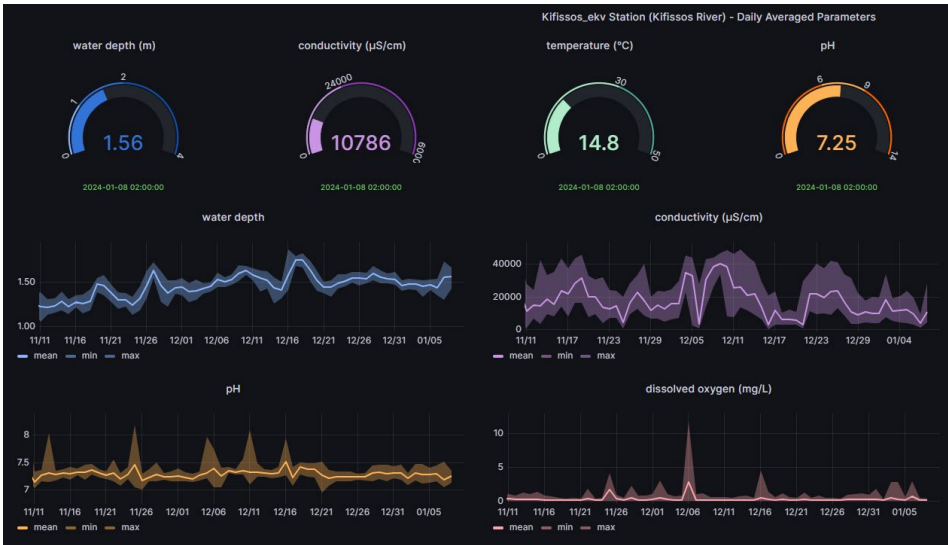 Kifissos_ekv Station (Kifissos River) - Daily Averaged Parameters
water depth (m)
conductivity (µS/cm)
temperature (°C)
pH
0 1 2 4
1.56
0 24000 6000
10786
0 30 50
14.8
0 6 9 14
7.25
2024-01-08 02:00:00
2024-01-08 02:00:00
2024-01-08 02:00:00
2024-01-08 02:00:00
water depth
1.50
1.00
11/11 11/16 11/21 11/26 12/01 12/06 12/11 12/16 12/21 12/26 12/31 01/05
mean min max
conductivity (µS/cm)
40000
20000
0
11/11 11/17 11/23 11/29 12/05 12/11 12/17 12/23 12/29 01/04
mean min max
pH
8
7.5
7
11/11 11/16 11/21 11/26 12/01 12/06 12/11 12/16 12/21 12/26 12/31 01/05
mean min max
dissolved oxygen (mg/L)
10
5
0
11/11 11/16 11/21 11/26 12/01 12/06 12/11 12/16 12/21 12/26 12/31 01/05
mean min max